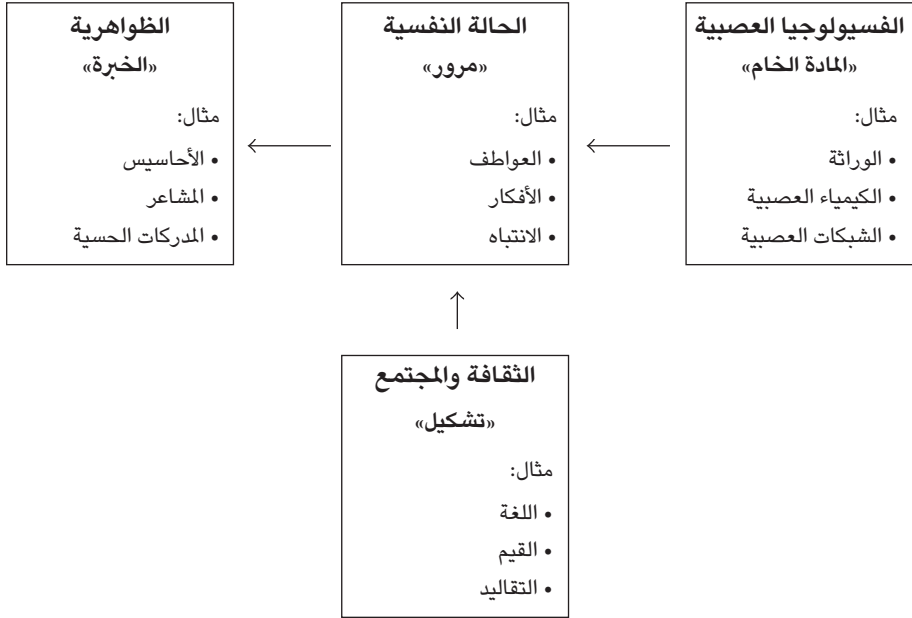 الفسيولوجيا العصبية
«المادة الخام»
مثال:
• الوراثة
• الكيمياء العصبية
• الشبكات العصبية
الحالة النفسية
«مرور»
مثال:
• العواطف
• الأفكار
• الانتباه
الظواهرية
«الخبرة»
مثال:
• الأحاسيس
• المشاعر
• المدركات الحسية
الثقافة والمجتمع
«تشكيل»
مثال:
• اللغة
• القيم
• التقاليد